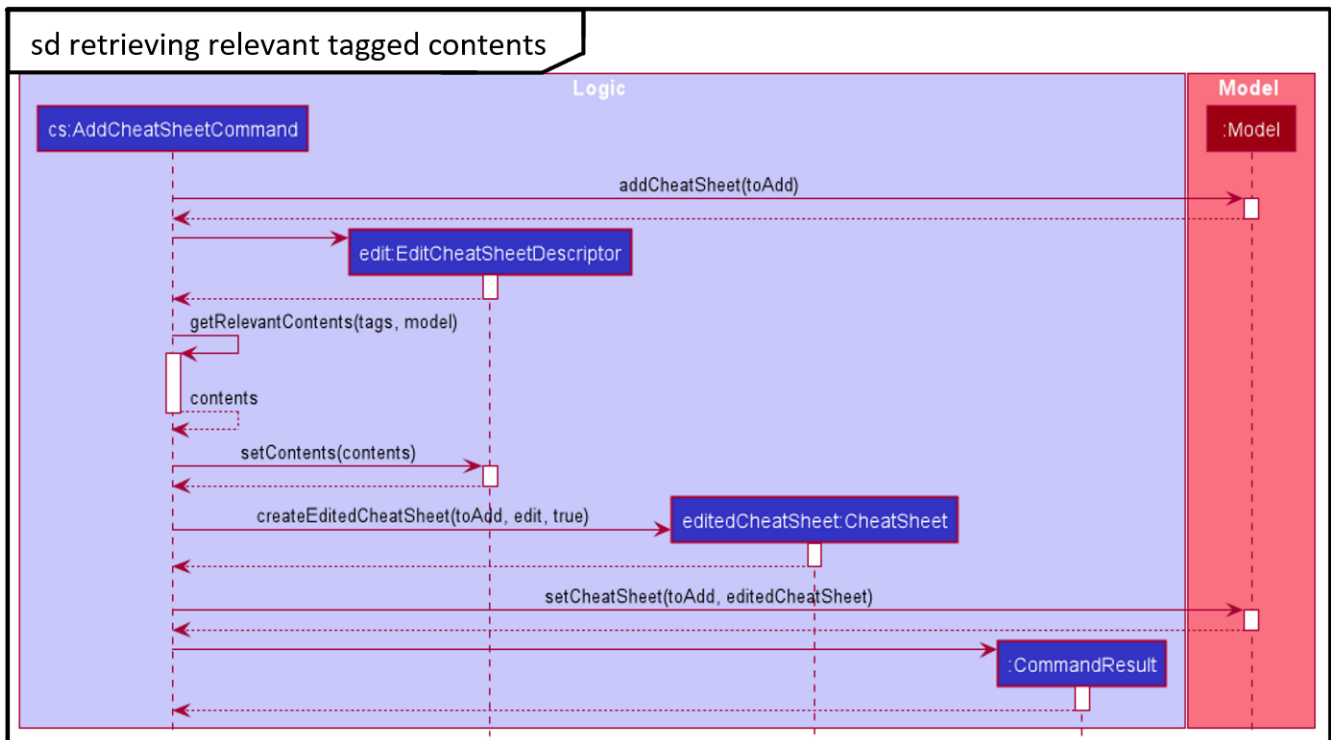 sd retrieving relevant tagged contents
Logic
Model
cs:AddCheatSheetCommand
:Model
addCheatSheet(toAdd)
edit:EditCheatSheetDescriptor
getRelevantContents(tags, model)
contents
setContents(contents)
createEditedCheatSheet(toAdd, edit, true)
editedCheatSheet:CheatSheet
setCheatSheet(toAdd, editedCheatSheet)
:CommandResult